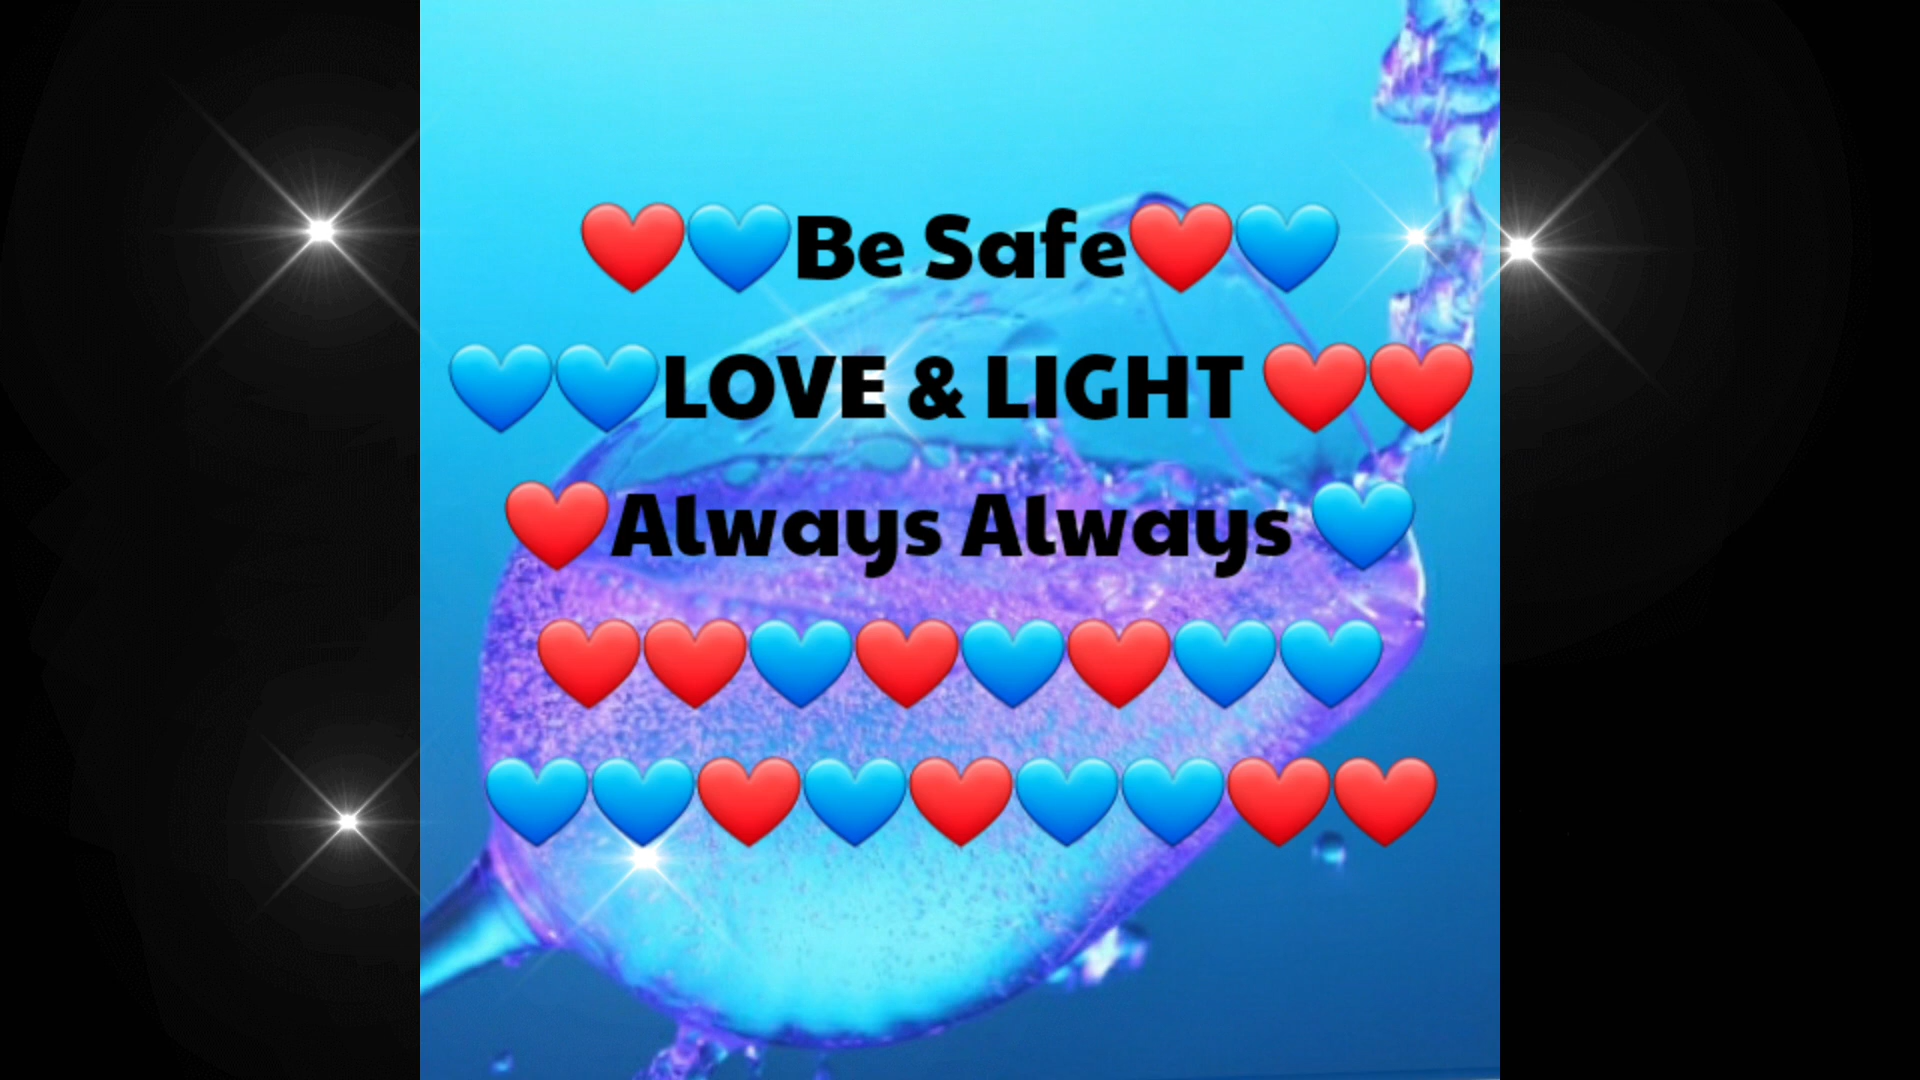 ❤️💙Be Safe❤️💙
💙💙LOVE & LIGHT ❤️❤️
❤️Always Always 💙
❤️❤️💙❤️💙❤️💙💙
💙💙❤️💙❤️💙💙❤️❤️